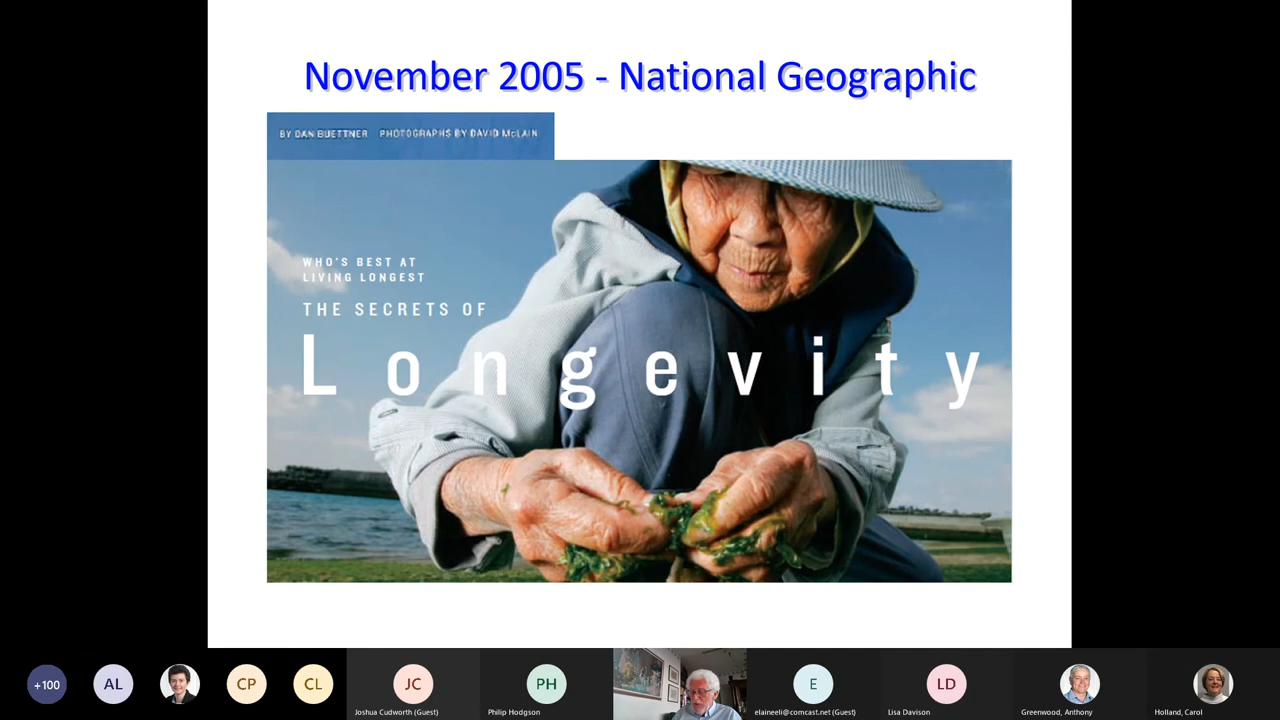 November 2005 - National Geographic
BY DAN BUETTNER PHOTOGRAPHS BY DAVID McLAIN
WHO'S BEST AT
LIVING LONGEST
THE SECRETS OF
Longevity
+100
AL
CP
CL
JC
PH
E
LD
Joshua Cudworth (Guest)
Philip Hodgson
elaineeli@comcast.net (Guest)
Lisa Davison
Greenwood, Anthony
Holland, Carol